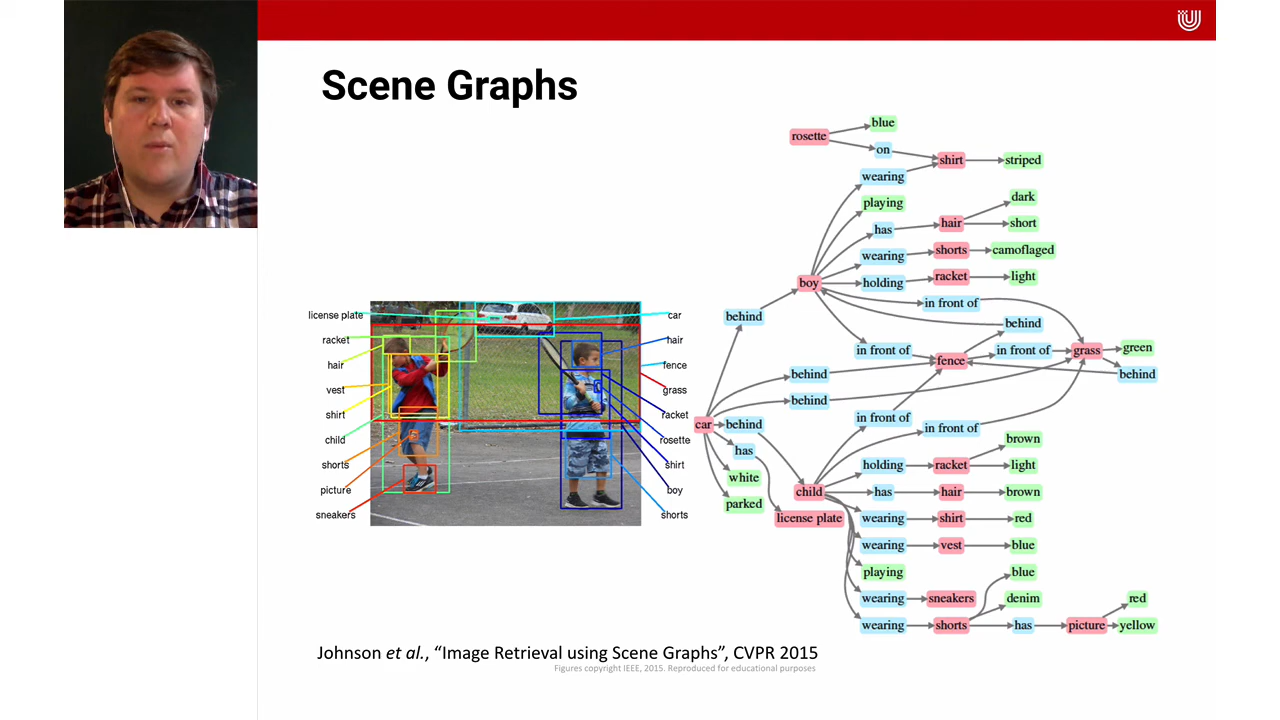 Scene Graphs
license plate
racket
hair
vest
shirt
child
shorts
picture
sneakers
car
hair
fence
grass
racket
rosette
shirt
boy
shorts
rosette
blue
on
shirt
striped
wearing
playing
has
hair
dark
short
wearing
shorts
camoflaged
boy
holding
racket
light
in front of
behind
behind
in front of
fence
in front of
grass
green
behind
behind
behind
car
behind
in front of
in front of
has
white
parked
license plate
child
holding
racket
brown
light
has
hair
brown
wearing
shirt
red
wearing
vest
blue
playing
blue
wearing
sneakers
denim
wearing
shorts
has
picture
red
yellow
Johnson et al., “Image Retrieval using Scene Graphs”, CVPR 2015
Figures copyright IEEE, 2015. Reproduced for educational purposes